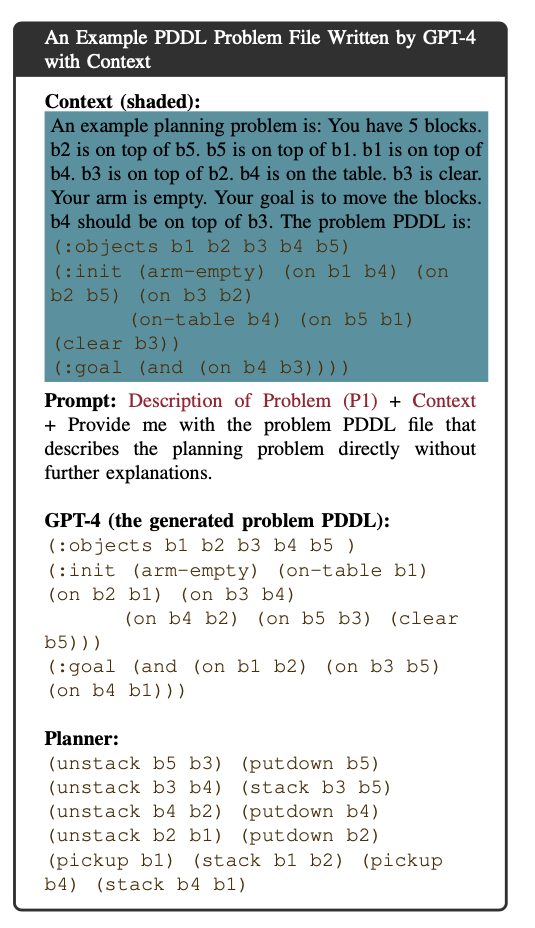 An Example PDDL Problem File Written by GPT-4
with Context
Context (shaded):
An example planning problem is: You have 5 blocks.
b2 is on top of b5. b5 is on top of b1. b1 is on top of
b4. b3 is on top of b2. b4 is on the table. b3 is clear.
Your arm is empty. Your goal is to move the blocks.
b4 should be on top of b3. The problem PDDL is:
(:objects b1 b2 b3 b4 b5)
(:init (arm-empty) (on b1 b4) (on
b2 b5) (on b3 b2)
(on-table b4) (on b5 b1)
(clear b3))
(:goal (and (on b4 b3))))
Prompt: Description of Problem (P1) + Context
+ Provide me with the problem PDDL file that
describes the planning problem directly without
further explanations.
GPT-4 (the generated problem PDDL):
(:objects b1 b2 b3 b4 b5 )
(:init (arm-empty) (on-table b1)
(on b2 b1) (on b3 b4)
(on b4 b2) (on b5 b3) (clear
b5)))
(:goal (and (on b1 b2) (on b3 b5)
(on b4 b1)))
Planner:
(unstack b5 b3) (putdown b5)
(unstack b3 b4) (stack b3 b5)
(unstack b4 b2) (putdown b4)
(unstack b2 b1) (putdown b2)
(pickup b1) (stack b1 b2) (pickup
b4) (stack b4 b1)